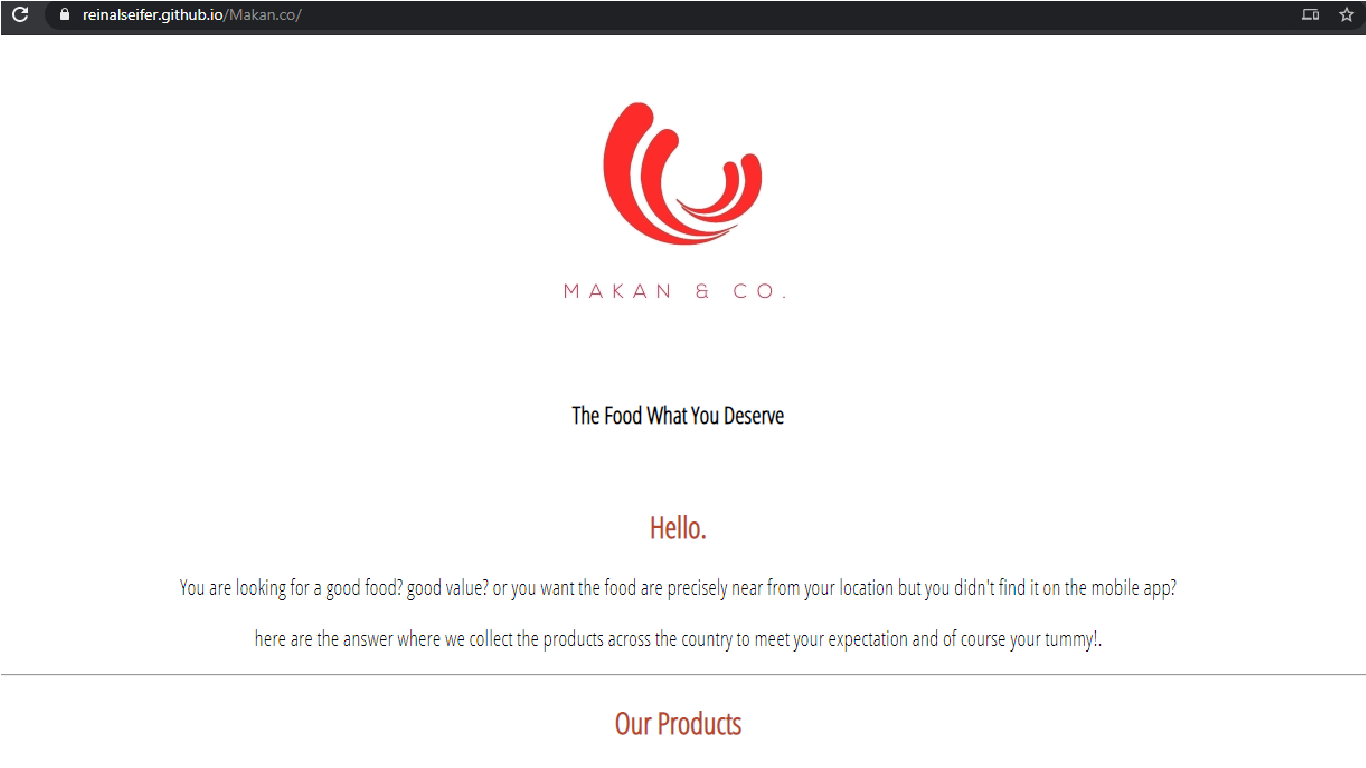 reinalseifer.github.io/Makan.co/
MAKAN & CO.
The Food What You Deserve
Hello.
You are looking for a good food? good value? or you want the food are precisely near from your location but you didn't find it on the mobile app?
here are the answer where we collect the products across the country to meet your expectation and of course your tummy!.
Our Products